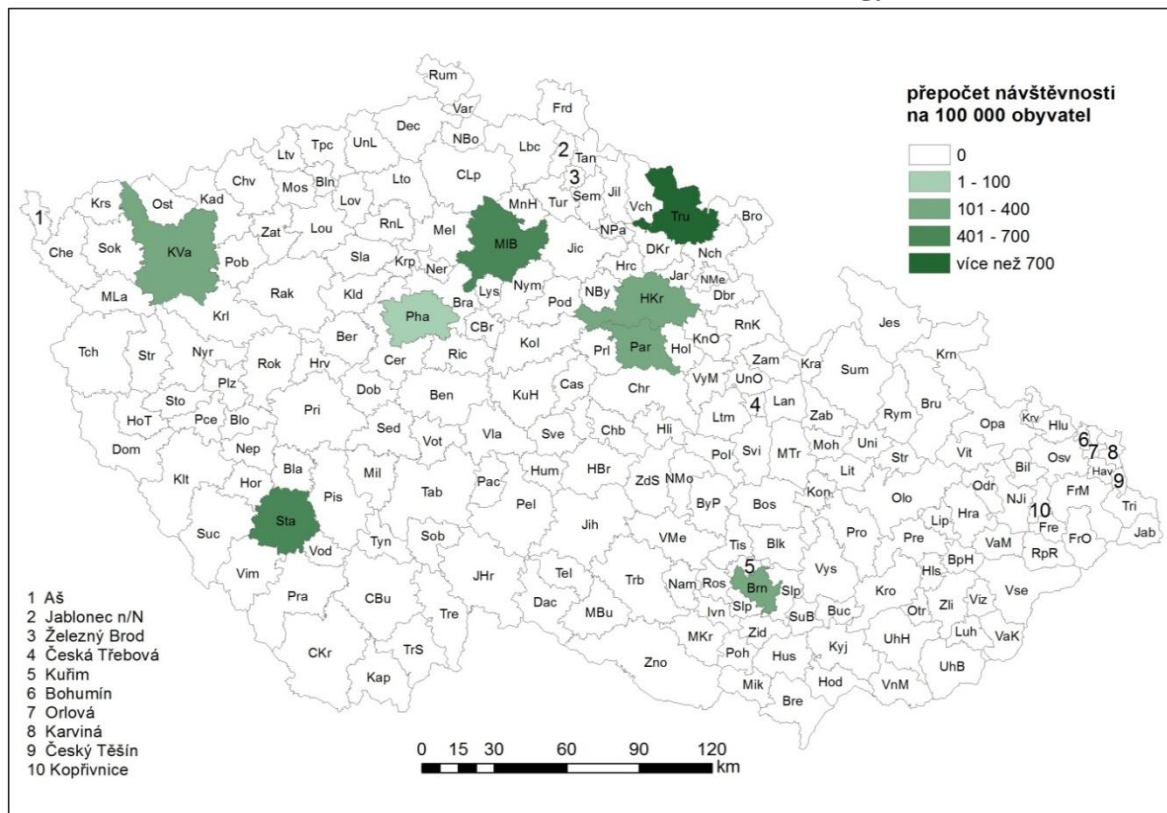 přepočet návštěvnosti
na 100 000 obyvatel
0
1 - 100
101 - 400
401 - 700
více než 700
Rum
Var
Frd
Dec
NBo
Lbc
2
Tan
Tpc
UnL
Ltv
3
Bln
CLp
Sem
Jil
Chv
Mos
Lto
Tru
Kad
MnH
Tur
Vch
Ost
Lov
1
Krs
NPa
Bro
RnL
Mel
Zat
Lou
MlB
Jic
Che
Sok
KVa
DKr
Nch
Sla
Krp
Hrc
Pob
Ner
Jar
NMe
Nym
Lys
NBy
MLa
Rak
Kld
HKr
Dbr
Bra
Pod
Krl
Pha
Jes
CBr
RnK
Ber
Kol
KnO
Tch
Str
Par
Nyr
Prl
Hol
Krn
Rok
Hrv
Cer
Ric
Zam
Kra
Sum
VyM
UnO
Plz
Dob
Cas
Chr
Sto
Ben
KuH
Lan
Bru
HoT
Pri
4
Rym
Pce
Blo
Ltm
Zab
Opa
Krv
Hlu
Sed
Chb
Hli
Vot
Vla
Sve
6
Dom
Nep
Moh
Uni
Pol
Svi
MTr
Str
Vit
Osv
7
8
Klt
Bla
Hor
Mil
Hum
HBr
Lit
Bil
Hav
9
Pis
Tab
Pac
ZdS
NMo
Odr
NJi
FrM
Pel
Kon
Olo
Tri
Sta
ByP
Bos
Hra
10
Suc
Jih
Lip
Fre
Sob
Pro
Pre
FrO
Jab
Vod
Tyn
VMe
VaM
Tis
Blk
RpR
Vim
BpH
5
Hls
JHr
Tel
Trb
Vys
Pra
CBu
Nam
Ros
Brn
Slp
Kro
Vse
Dac
Zli
Viz
Tre
MBu
Ivn
Slp
SuB
Buc
Otr
MKr
Zid
Luh
VaK
CKr
TrS
Poh
Hus
Kyj
UhH
Zno
UhB
Kap
Mik
Hod
VnM
Bre
1 Aš
2 Jablonec n/N
3 Železný Brod
4 Česká Třebová
5 Kuřim
6 Bohumín
7 Orlová
8 Karviná
9 Český Těšín
10 Kopřivnice
0 15 30 60 90 120
km